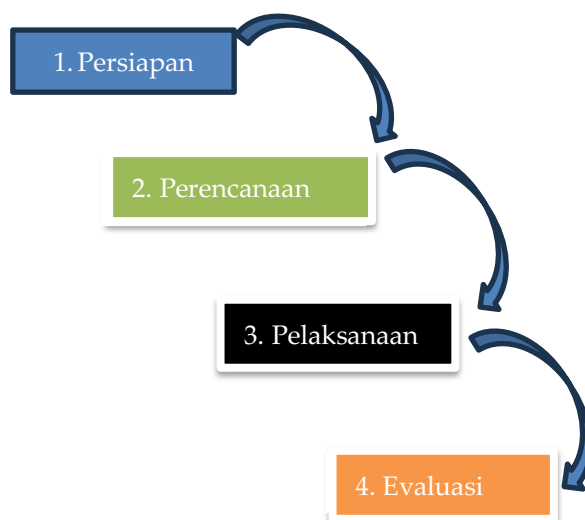 1. Persiapan
2. Perencanaan
3. Pelaksanaan
4. Evaluasi